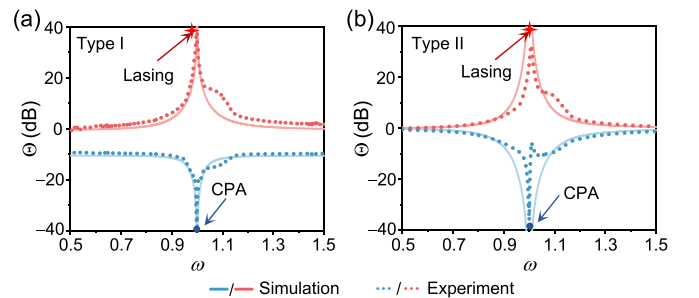 (a)
Type I
Lasing
CPA
Θ (dB)
40
20
0
–20
–40
0.5
0.7
0.9
1.1
1.3
1.5
ω
(b)
Type II
Lasing
CPA
Θ (dB)
40
20
0
–20
–40
0.5
0.7
0.9
1.1
1.3
1.5
ω
/ Simulation
/ Experiment